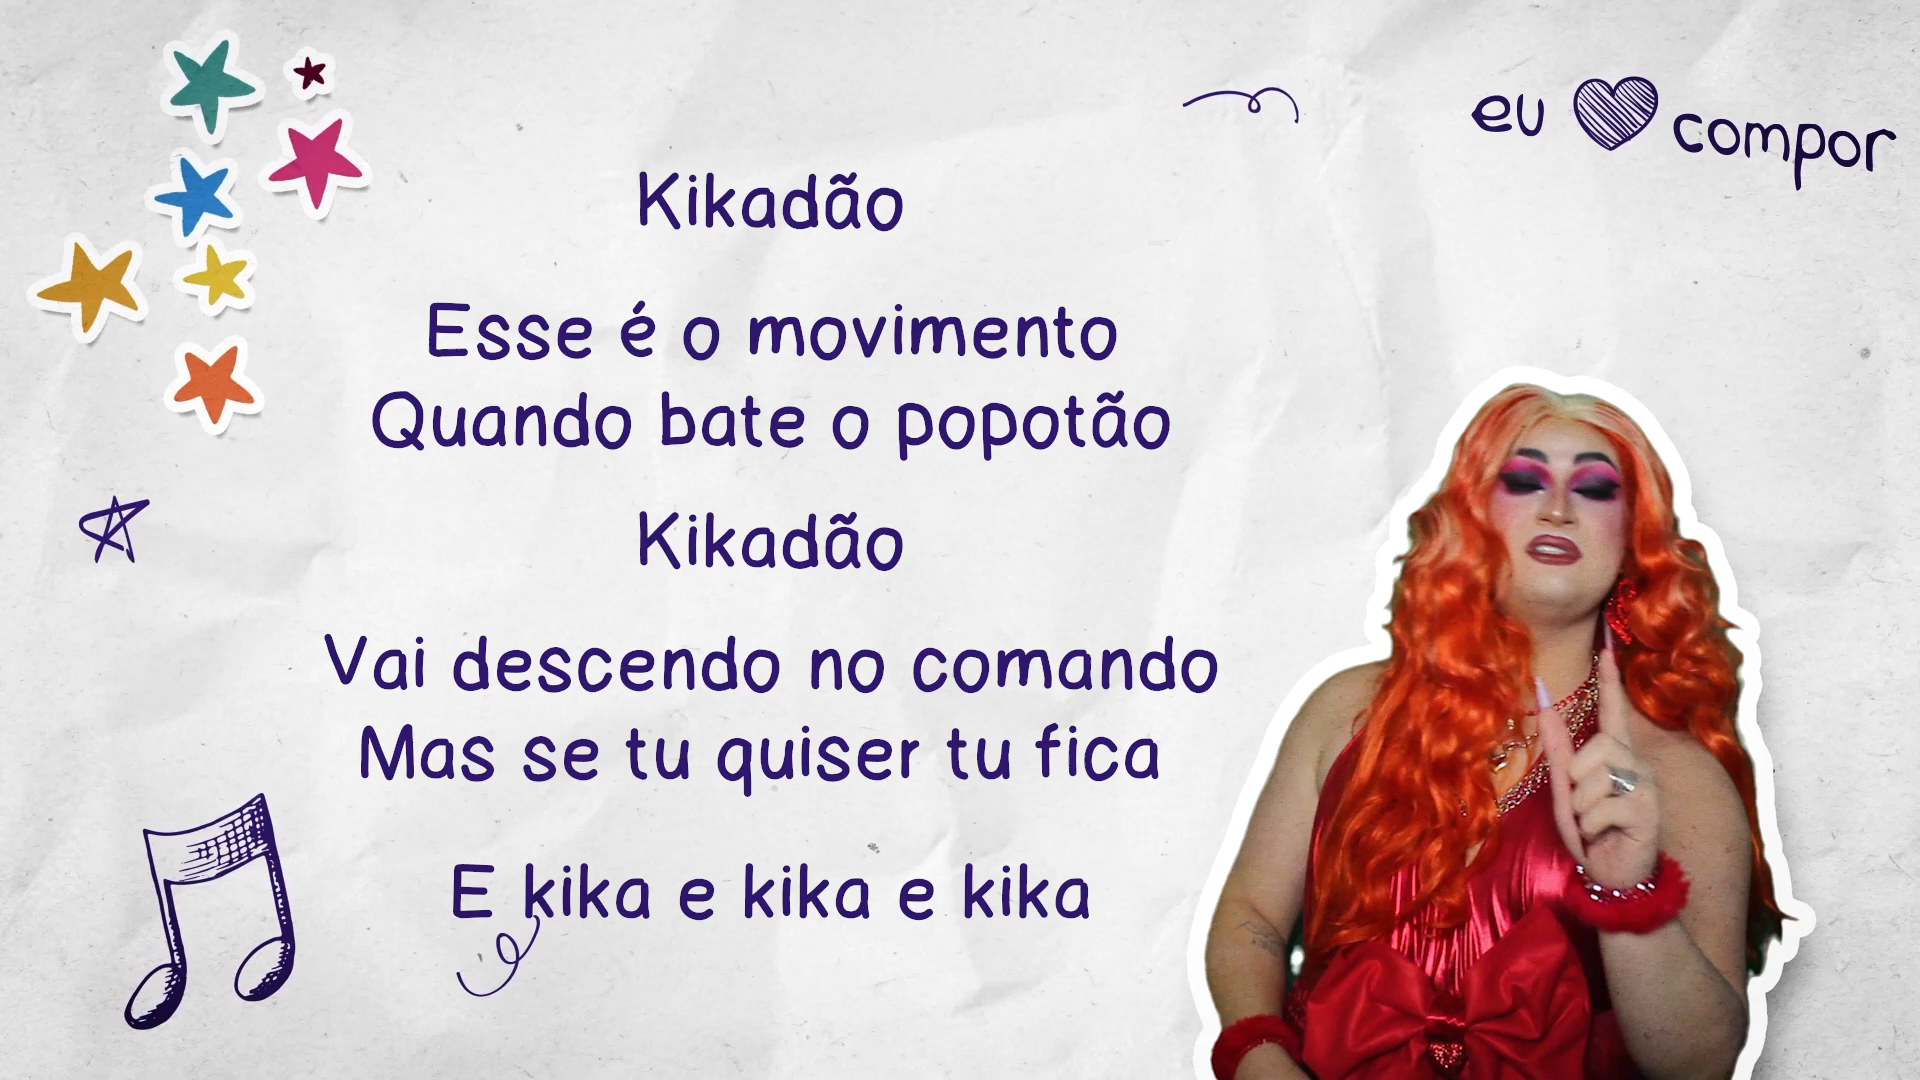 eu compor
Kikadão
Esse é o movimento
Quando bate o popotão
Kikadão
Vai descendo no comando
Mas se tu quiser tu fica
E kika e kika e kika